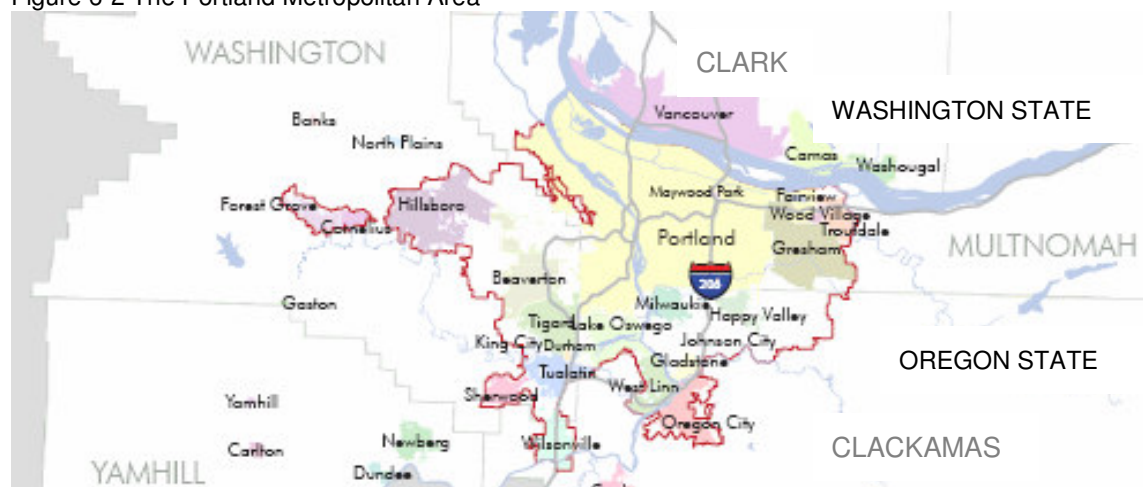 Figure 6-2 The Portland Metropolitan Area
WASHINGTON
CLARK
WASHINGTON STATE
Vancouver
Banks
North Plains
Camas
Washougal
Maywood Park
Fairview
Forest Grove
Hillsboro
Wood Village
Cornelius
Troutdale
Portland
Gresham
MULTNOMAH
Beaverton
205
Gaston
Milwaukie
Tigard
Lake Oswego
Happy Valley
King City
Durham
Johnson City
Gladstone
OREGON STATE
Tualatin
West Linn
Sherwood
Yamhill
Oregon City
Newberg
Wilsonville
Carlton
CLACKAMAS
YAMHILL
Dundee